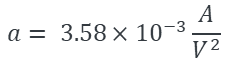 a = 3.58 × 10⁻³ A/V²